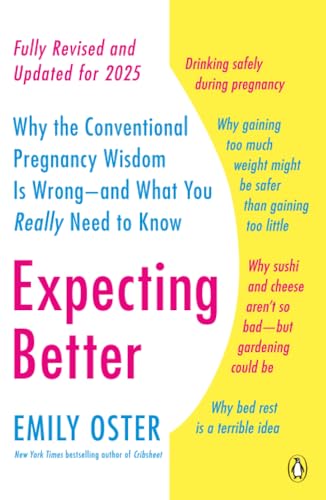 Fully Revised and
Updated for 2025
Why the Conventional
Pregnancy Wisdom
Is Wrong—and What You
Really Need to Know
Expecting
Better
EMILY OSTER
New York Times bestselling author of Cribsheet
Drinking safely
during pregnancy
Why gaining
too much
weight might
be safer
than gaining
too little
Why sushi
and cheese
aren't so
bad—but
gardening
could be
Why bed rest
is a terrible idea